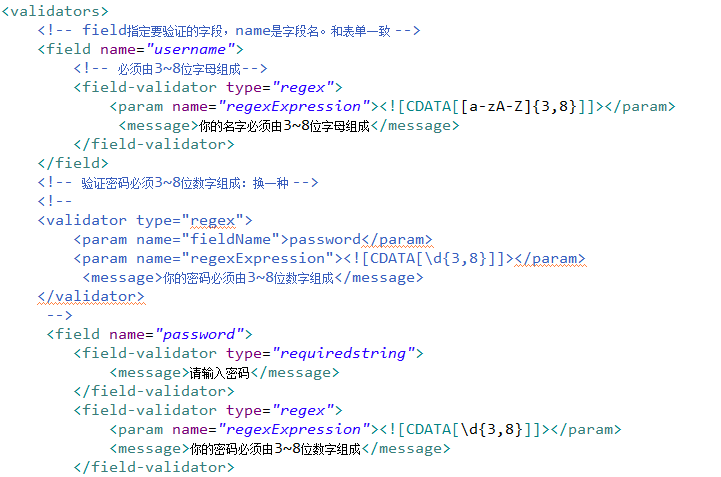 <validators>
<!-- field指定要验证的字段，name是字段名。和表单一致 -->
<field name="username">
<!-- 必须由3~8位字母组成-->
<field-validator type="regex">
<param name="regexExpression"><![CDATA[[a-zA-Z]{3,8}]]></param>
<message>你的名字必须由3~8位字母组成</message>
</field-validator>
</field>
<!-- 验证密码必须3~8位数字组成：换一种 -->
<!--
<validator type="regex">
<param name="fieldName">password</param>
<param name="regexExpression"><![CDATA[\d{3,8}]]></param>
<message>你的密码必须由3~8位数字组成</message>
</validator>
-->
<field name="password">
<field-validator type="requiredstring">
<message>请输入密码</message>
</field-validator>
<field-validator type="regex">
<param name="regexExpression"><![CDATA[\d{3,8}]]></param>
<message>你的密码必须由3~8位数字组成</message>
</field-validator>